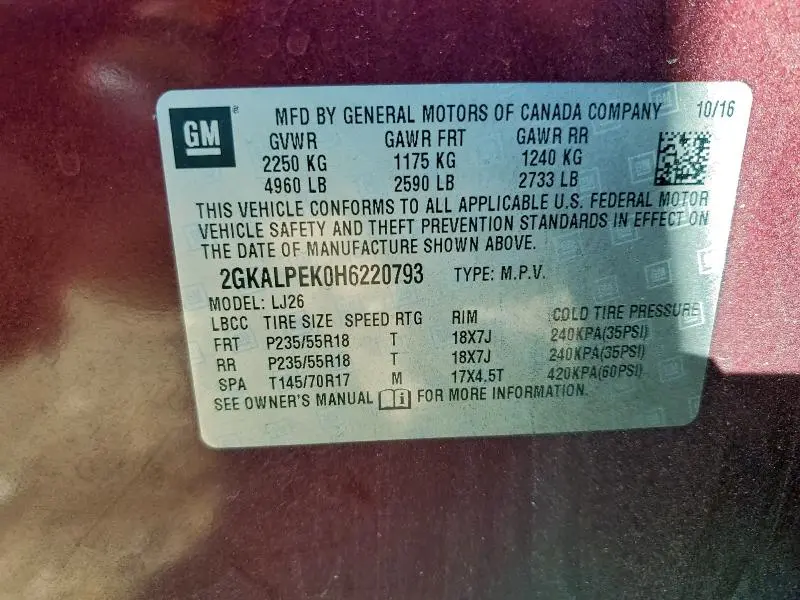 GM
MFD BY GENERAL MOTORS OF CANADA COMPANY 10/16
GVWR GAWR FRT GAWR RR
2250 KG 1175 KG 1240 KG
4960 LB 2590 LB 2733 LB
THIS VEHICLE CONFORMS TO ALL APPLICABLE U.S. FEDERAL MOTOR
VEHICLE SAFETY AND THEFT PREVENTION STANDARDS IN EFFECT ON
THE DATE OF MANUFACTURE SHOWN ABOVE.
2GKALPEK0H6220793 TYPE: M.P.V.
MODEL: LJ26
LBCC TIRE SIZE SPEED RTG RIM COLD TIRE PRESSURE
FRT P235/55R18 T 18X7J 240KPA(35PSI)
RR P235/55R18 T 18X7J 240KPA(35PSI)
SPA T145/70R17 M 17X4.5T 420KPA(60PSI)
SEE OWNER'S MANUAL FOR MORE INFORMATION.